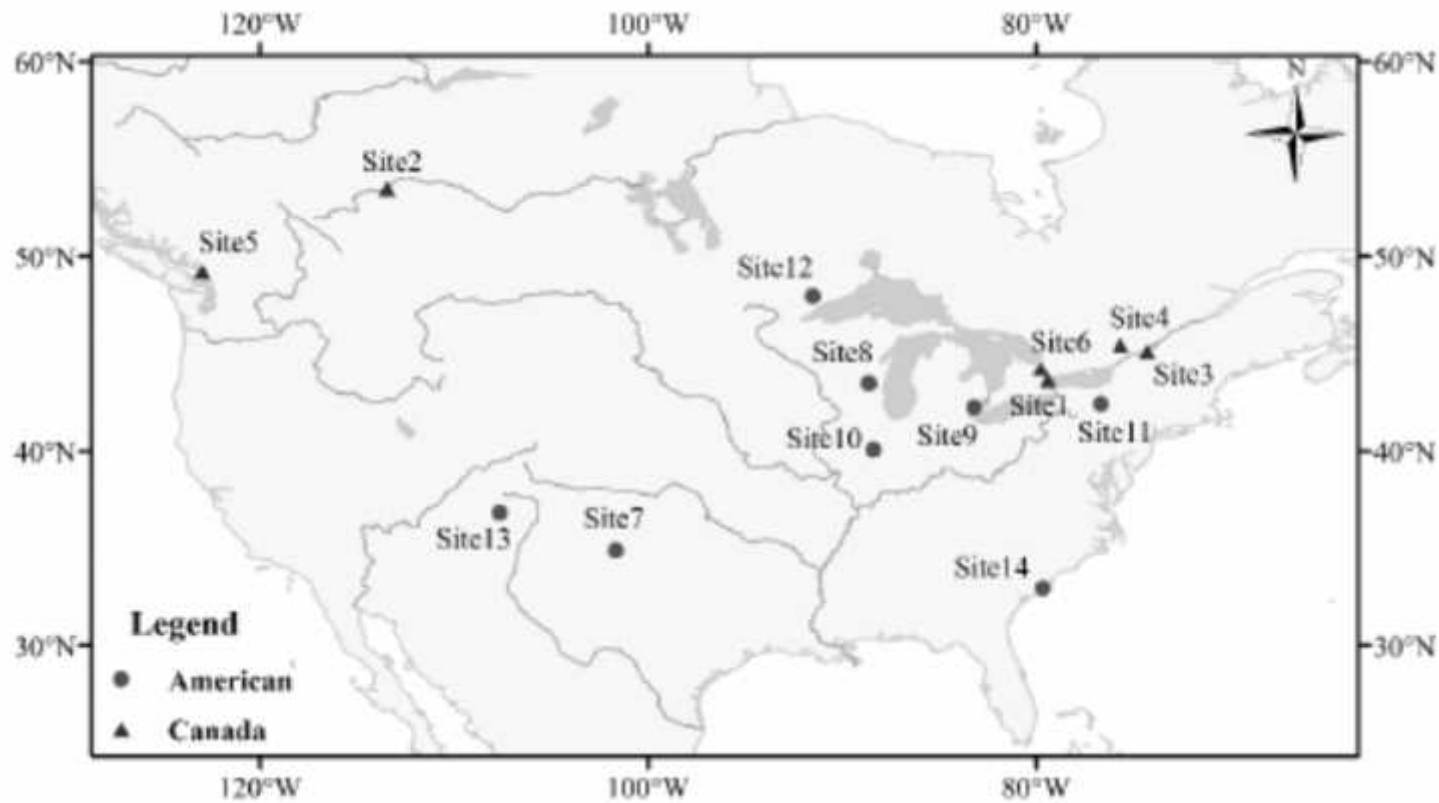 120°W 100°W 80°W
60°N 60°N
N
Site2
Site5
50°N 50°N
Site12
Site4
Site6
Site8
Site3
Site1
Site10 Site9 Site11
40°N 40°N
Site7
Site13
Site14
Legend
30°N 30°N
American
Canada
120°W 100°W 80°W